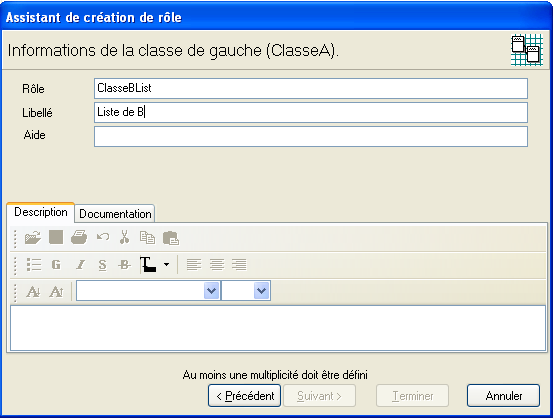 Assistant de création de rôle
Informations de la classe de gauche (ClasseA).
Rôle
ClasseBList
Libellé
Liste de B
Aide
Description
Documentation
G I S B T
A A
Au moins une multiplicité doit être défini
< Précédent
Suivant >
Terminer
Annuler